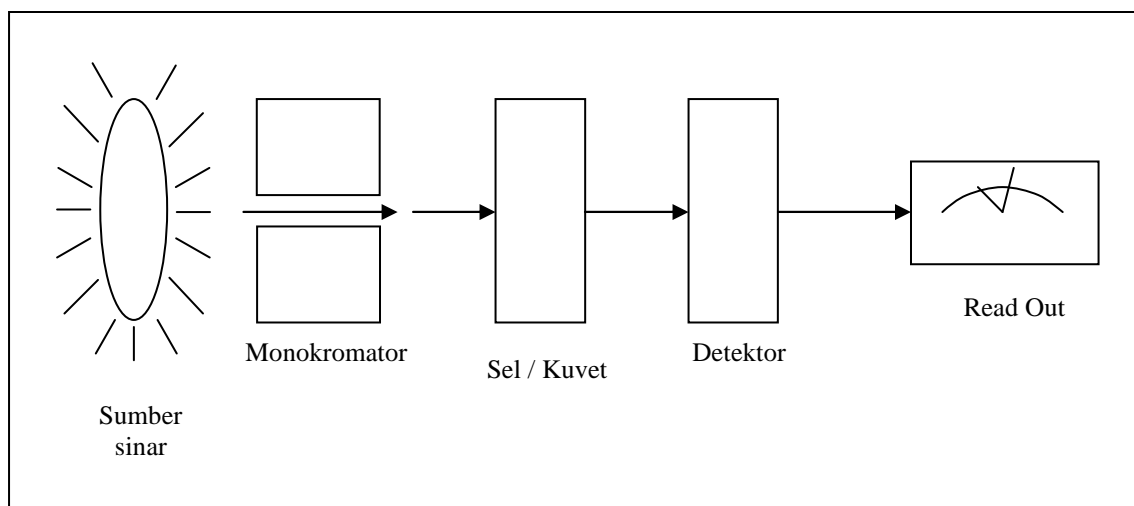 Sumber
sinar
Monokromator
Sel / Kuvet
Detektor
Read Out